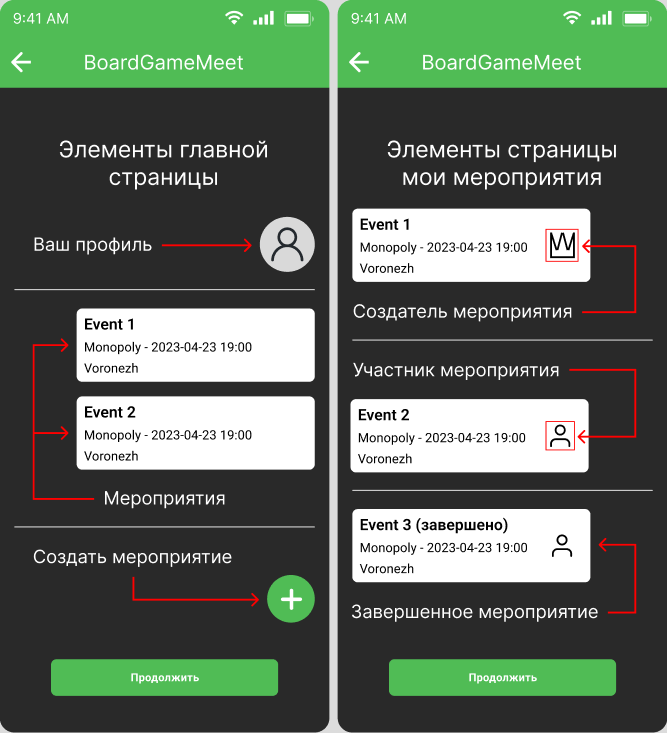 9:41 AM
BoardGameMeet
Элементы главной
страницы
Ваш профиль
Event 1
Monopoly - 2023-04-23 19:00
Voronezh
Event 2
Monopoly - 2023-04-23 19:00
Voronezh
Мероприятия
Создать мероприятие
Продолжить
9:41 AM
BoardGameMeet
Элементы страницы
мои мероприятия
Event 1
Monopoly - 2023-04-23 19:00
Voronezh
Создатель мероприятия
Участник мероприятия
Event 2
Monopoly - 2023-04-23 19:00
Voronezh
Event 3 (завершено)
Monopoly - 2023-04-23 19:00
Voronezh
Завершенное мероприятие
Продолжить